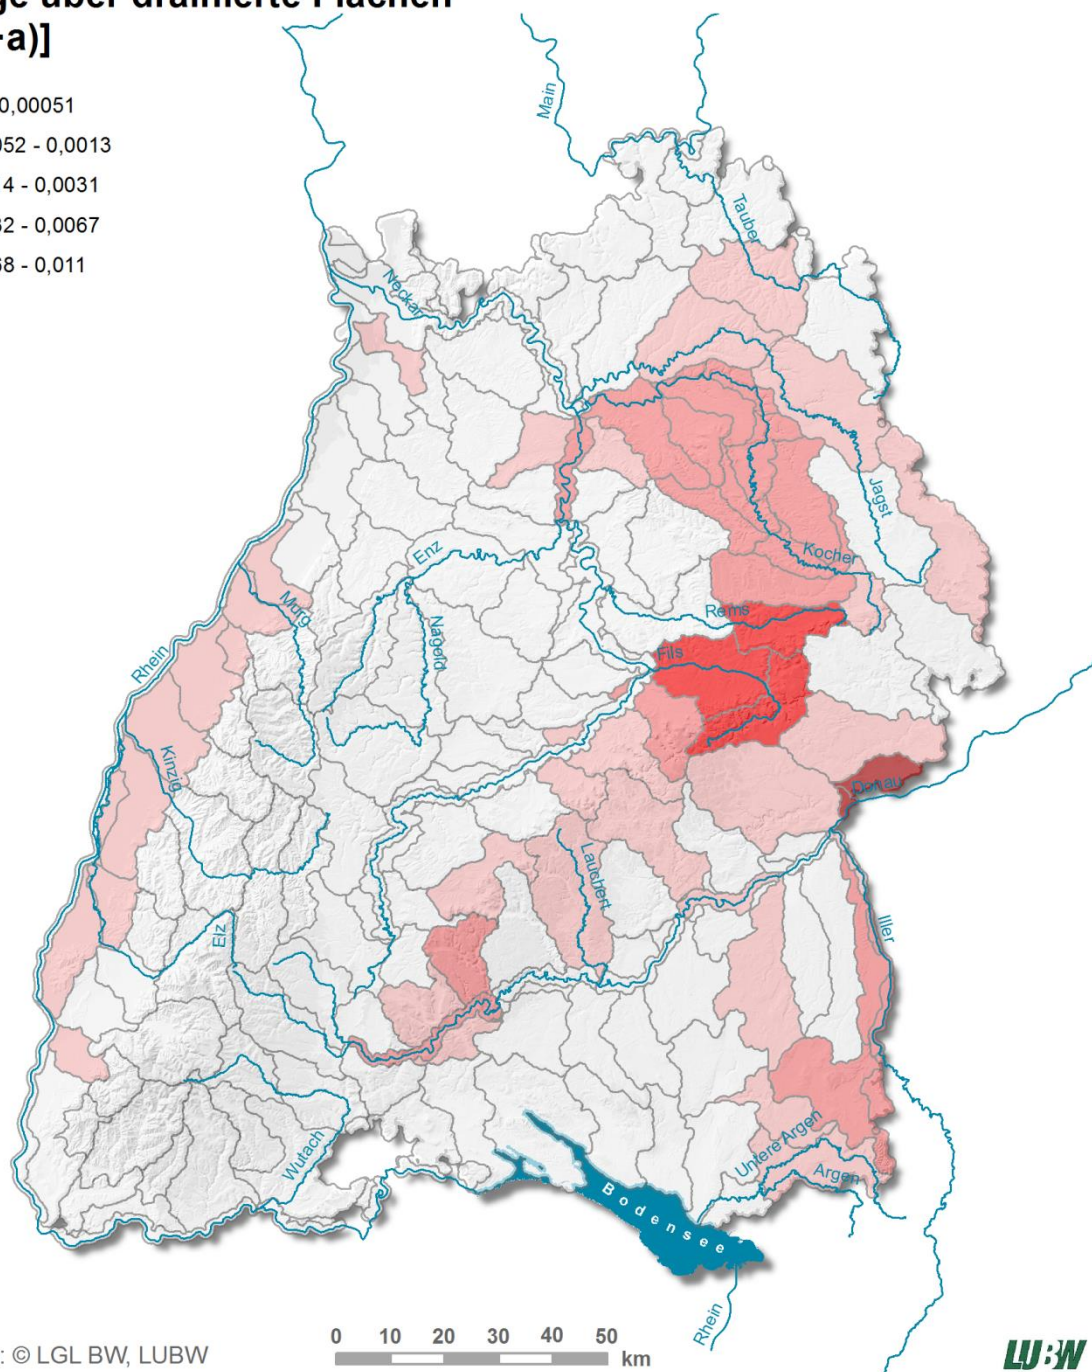 ge über drainierte Flächen
·a)]
0,00051
052 - 0,0013
4 - 0,0031
32 - 0,0067
68 - 0,011
Main
Tauber
Neckar
Jagst
Kocher
Enz
Murg
Nagold
Rems
Rhein
Fils
Kinzig
Donau
Lauchert
Iller
Elz
Wutach
Untere Argen
Argen
Bodensee
Rhein
0 10 20 30 40 50
km
: © LGL BW, LUBW
LUBW